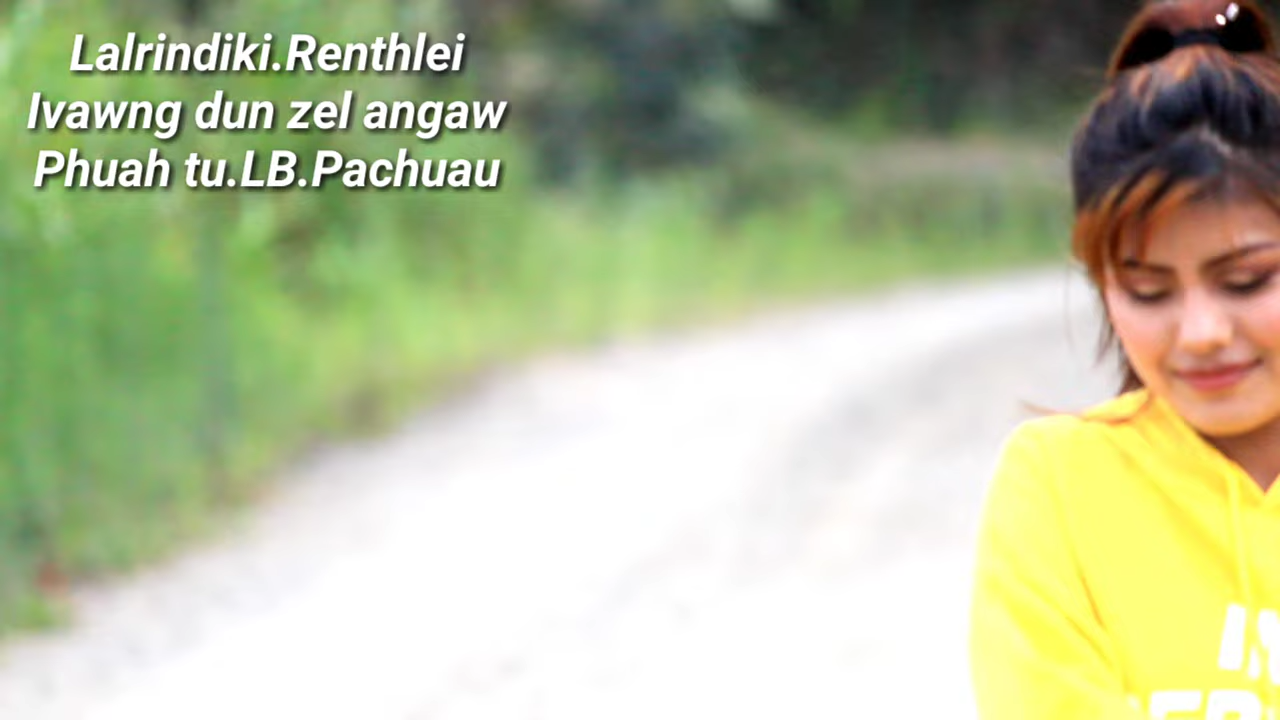 Lalrindiki.Renthlei
Ivawng dun zel angaw
Phuah tu.LB.Pachuau